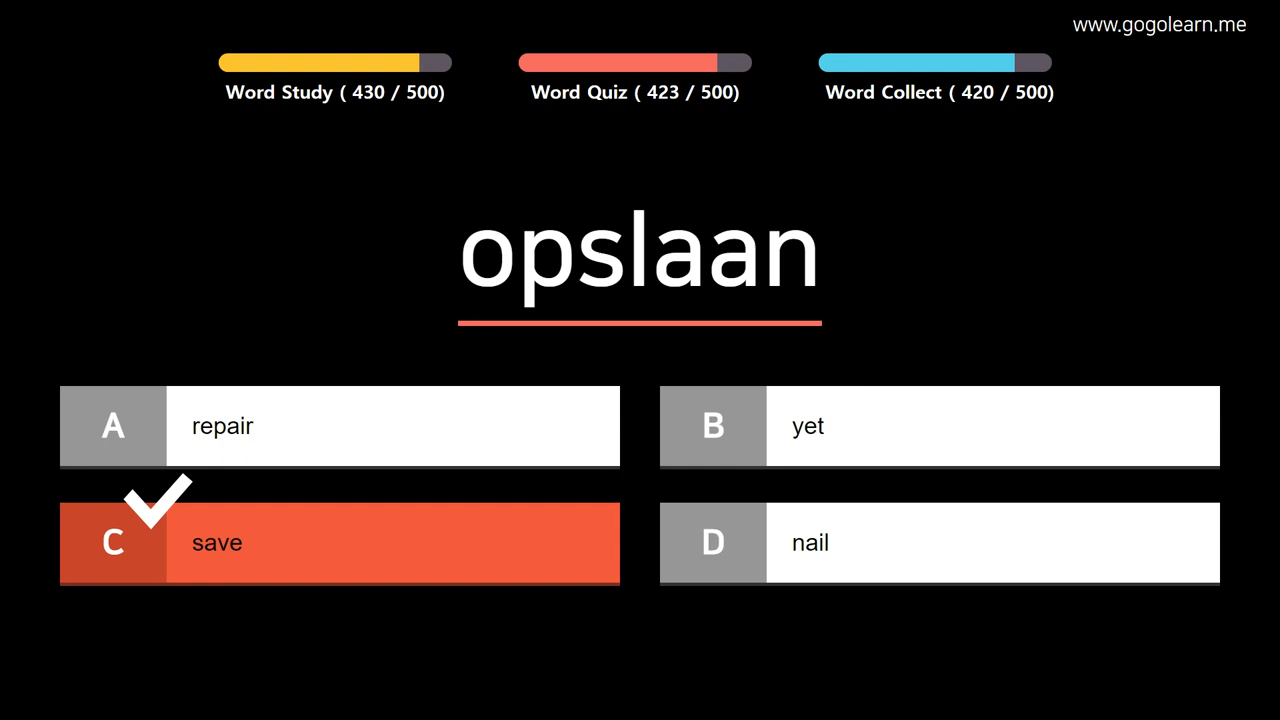 www.gogolearn.me
Word Study ( 430 / 500)
Word Quiz ( 423 / 500)
Word Collect ( 420 / 500)
opslaan
A repair
B yet
C save
D nail